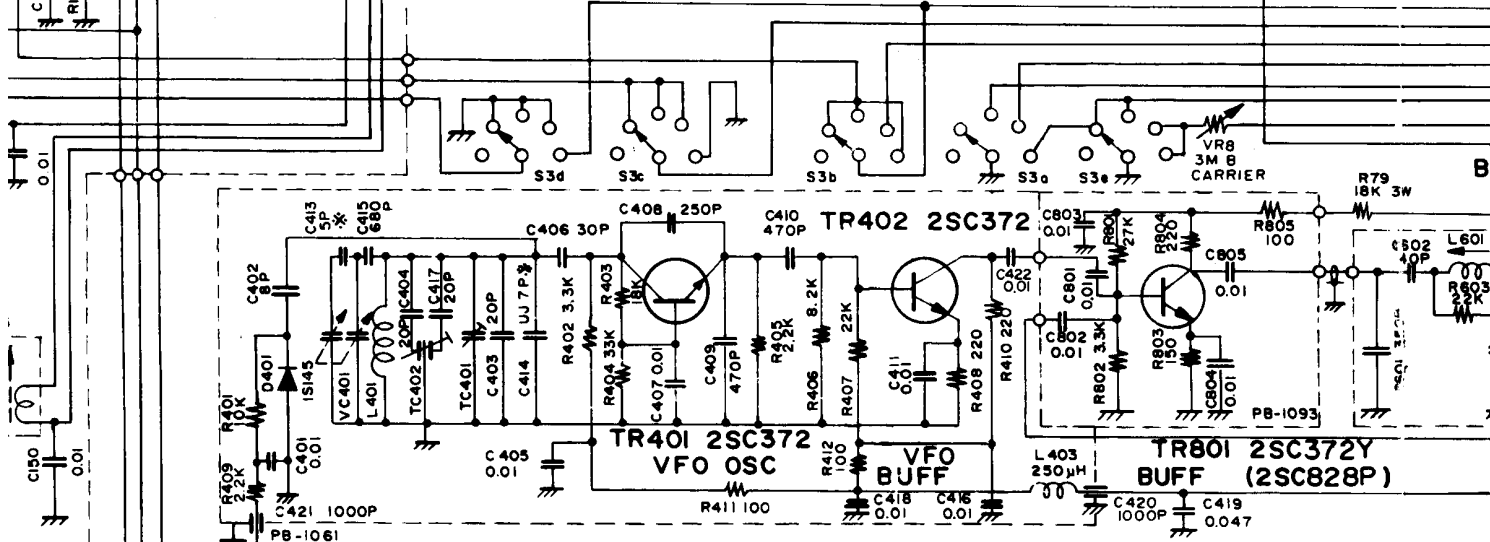 C
0.01
S3d
S3c
S3b
S3a
S3e
VR8
3M B
CARRIER
B
R79
18K 3W
C413
5P ※
C415
680P
C406 30P
C408 250P
C410
470P
TR402 2SC372
C803
0.01
R801
27K
R804
220
R805
100
C602
40P
L601
R603
22K
C402
8P
C404
20P
C417
20P
R403
18K
C422
0.01
C801
0.01
C805
0.01
D401
1S145
VC401
L401
TC402
TC401
C403
20P
C414
UJ 7P※
R402 3.3K
R404 33K
C407 0.01
C409
470P
R405
2.2K
R406
8.2K
R407
22K
C411
0.01
R408 220
R410 220
C802
0.01
R802 3.3K
R803
150
C804
0.01
PB-1093
R401
10K
C401
0.01
R409
2.2K
C150
0.01
C421 1000P
PB-1061
C405
0.01
TR401 2SC372
VFO OSC
R411 100
R412
100
VFO
BUFF
C418
0.01
C416
0.01
L403
250μH
TR801 2SC372Y
BUFF (2SC828P)
C420
1000P
C419
0.047